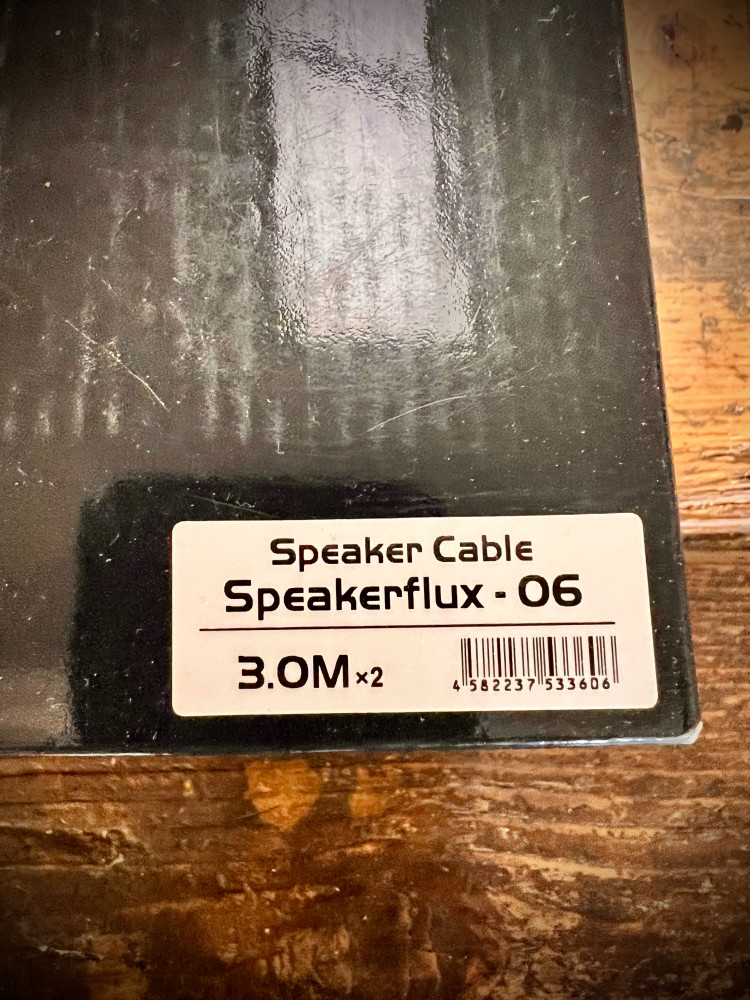 Speaker Cable
Speakerflux - 06
3.0M ×2
4 582237 533606